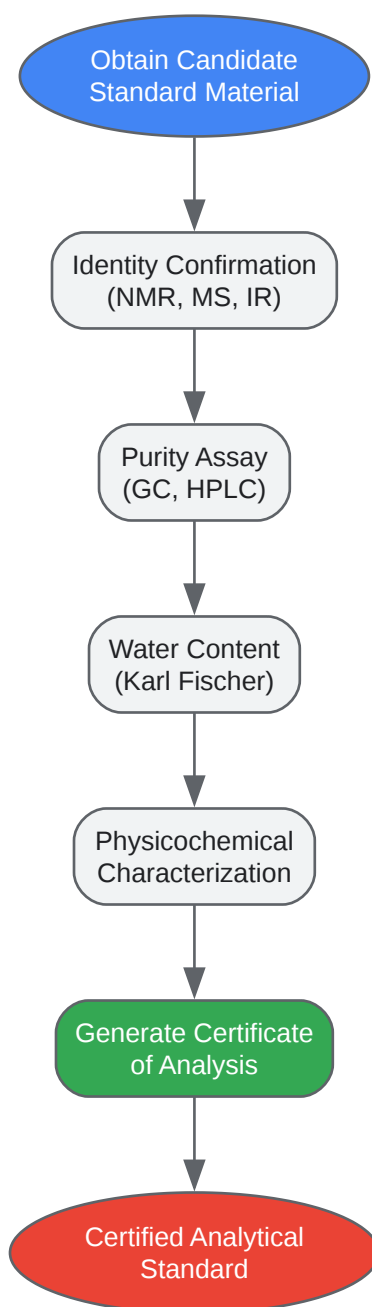 Obtain Candidate
Standard Material
Identity Confirmation
(NMR, MS, IR)
Purity Assay
(GC, HPLC)
Water Content
(Karl Fischer)
Physicochemical
Characterization
Generate Certificate
of Analysis
Certified Analytical
Standard